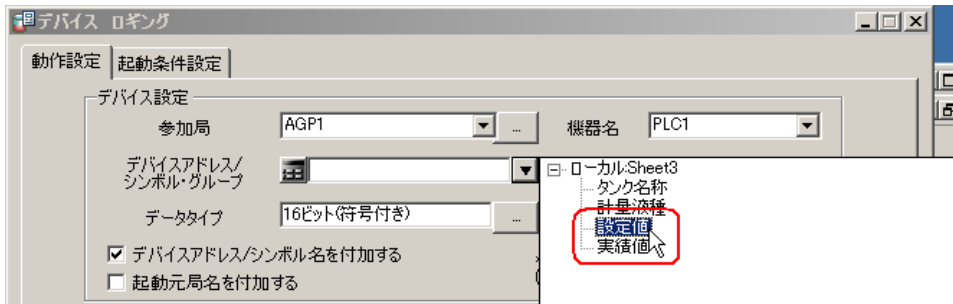 デバイス ロギング
動作設定 起動条件設定
デバイス設定
参加局 AGP1 ... 機器名 PLC1
デバイスアドレス/
シンボル・グループ
データタイプ 16ビット(符号付き) ...
デバイスアドレス/シンボル名を付加する
起動元局名を付加する
ローカル:Sheet3
タンク名称
計量液種
設定値
実績値